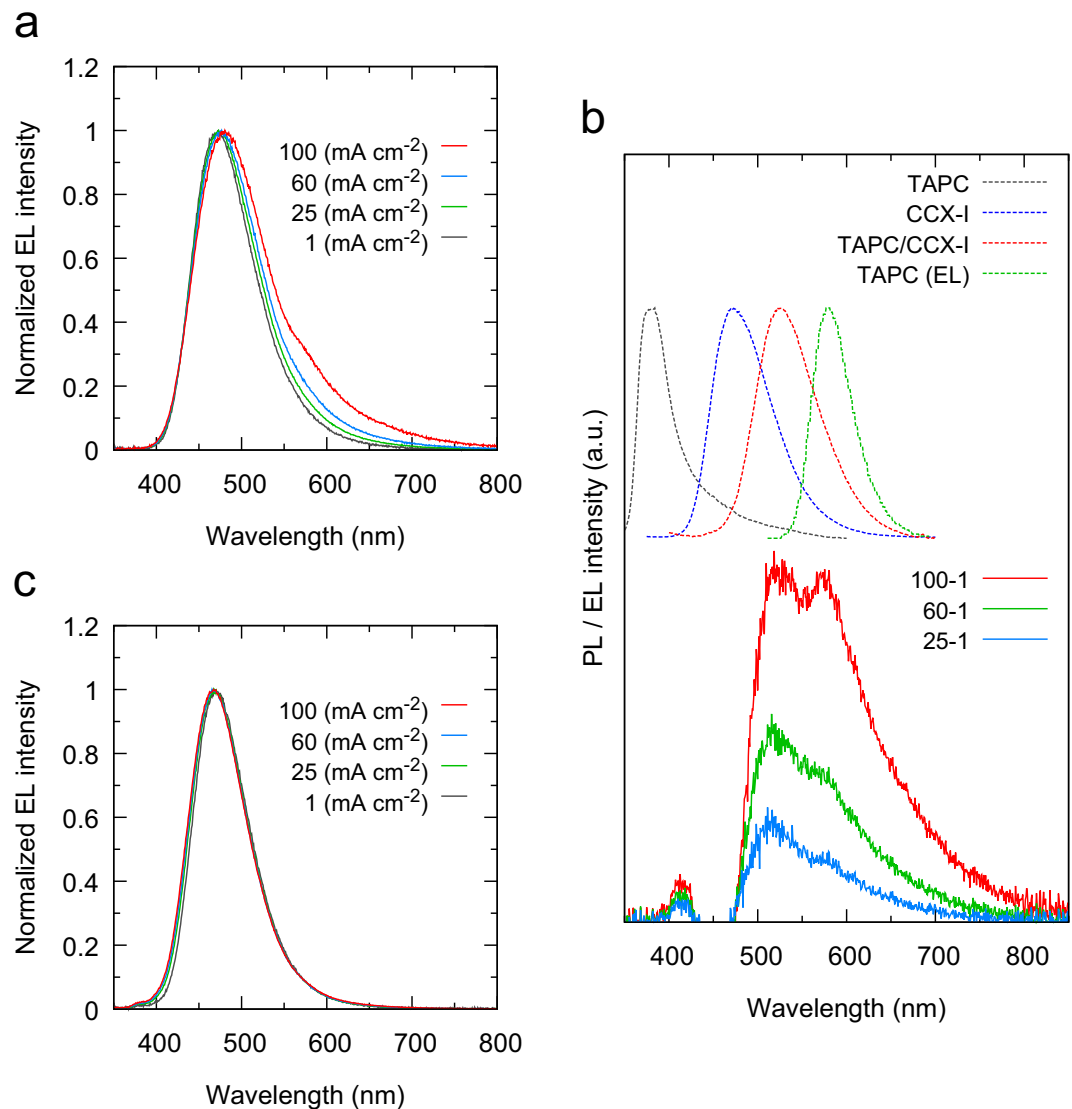 a
1.2
1
0.8
0.6
0.4
0.2
0
Normalized EL intensity
100 (mA cm-2)
60 (mA cm-2)
25 (mA cm-2)
1 (mA cm-2)
400 500 600 700 800
Wavelength (nm)
b
TAPC
CCX-I
TAPC/CCX-I
TAPC (EL)
PL / EL intensity (a.u.)
100-1
60-1
25-1
400 500 600 700 800
Wavelength (nm)
c
1.2
1
0.8
0.6
0.4
0.2
0
Normalized EL intensity
100 (mA cm-2)
60 (mA cm-2)
25 (mA cm-2)
1 (mA cm-2)
400 500 600 700 800
Wavelength (nm)